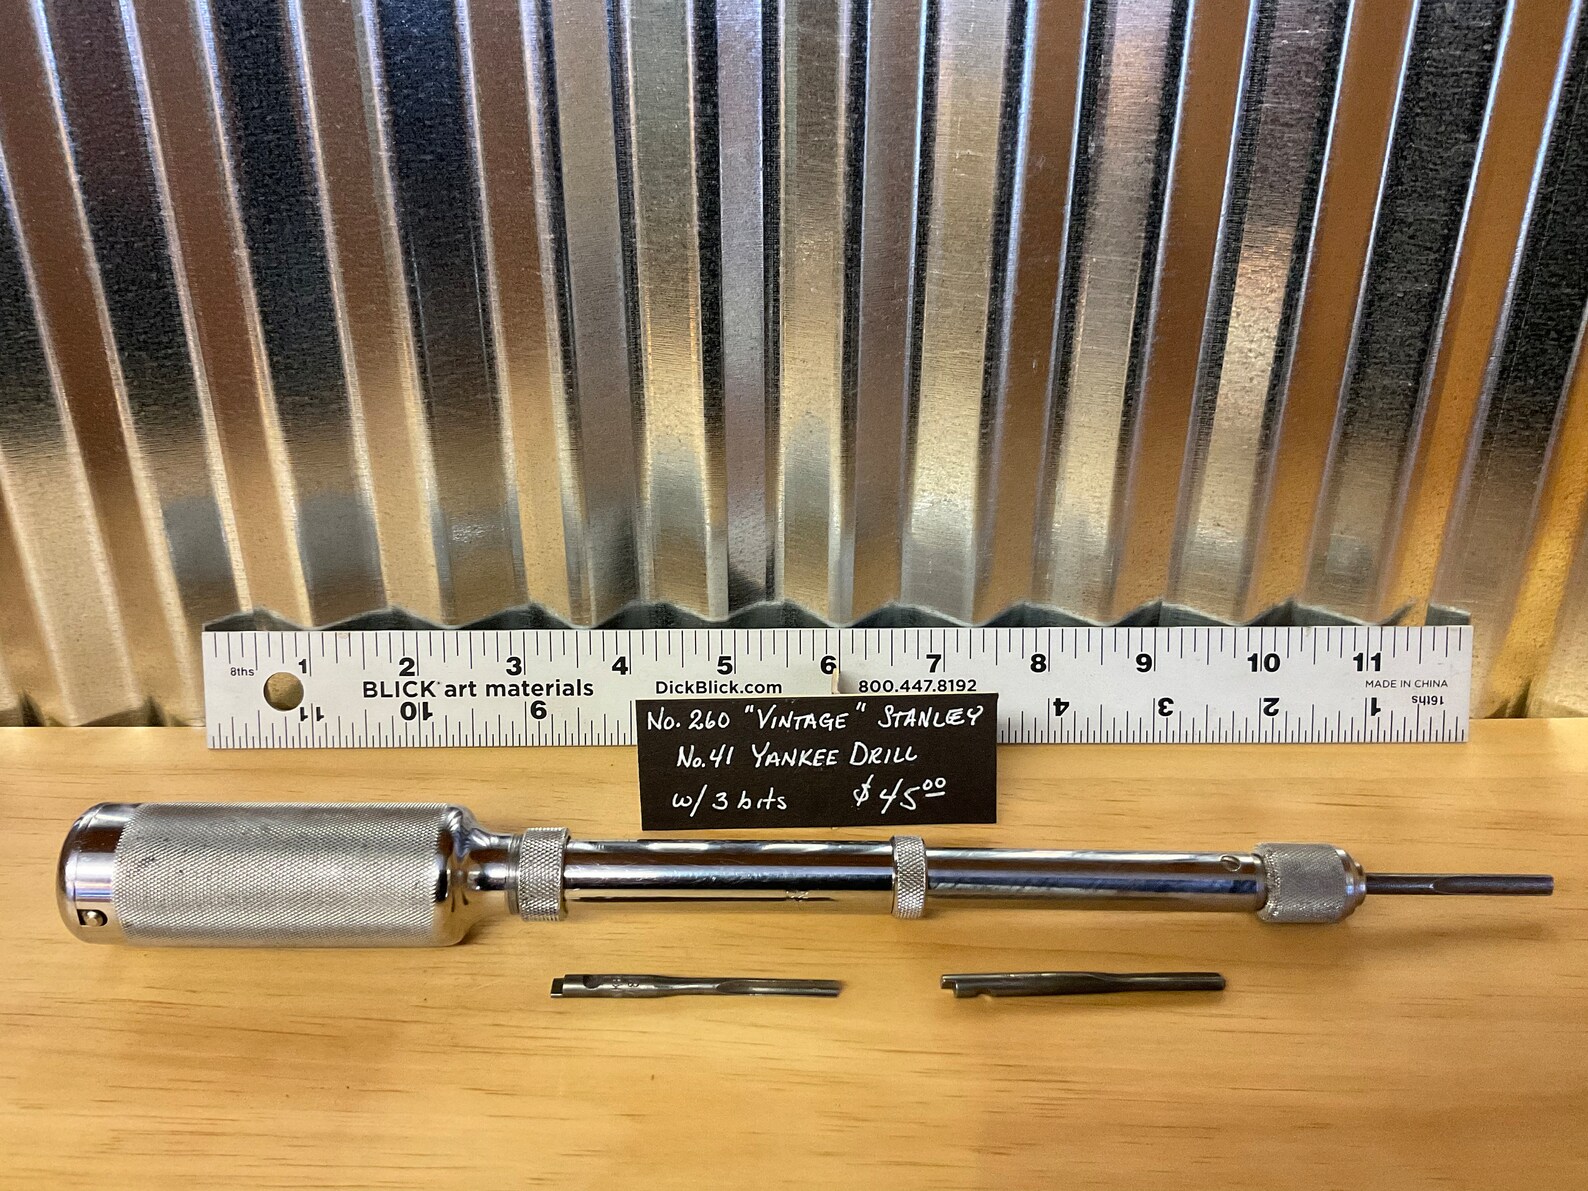 8ths 1 2 3 4 5 6 7 8 9 10 11
BLICK art materials DickBlick.com 800.447.8192 MADE IN CHINA
11 10 9 4 3 2 1 16ths
No. 260 "VINTAGE" STANLEY
No. 41 YANKEE DRILL
w/ 3 bits $45.00